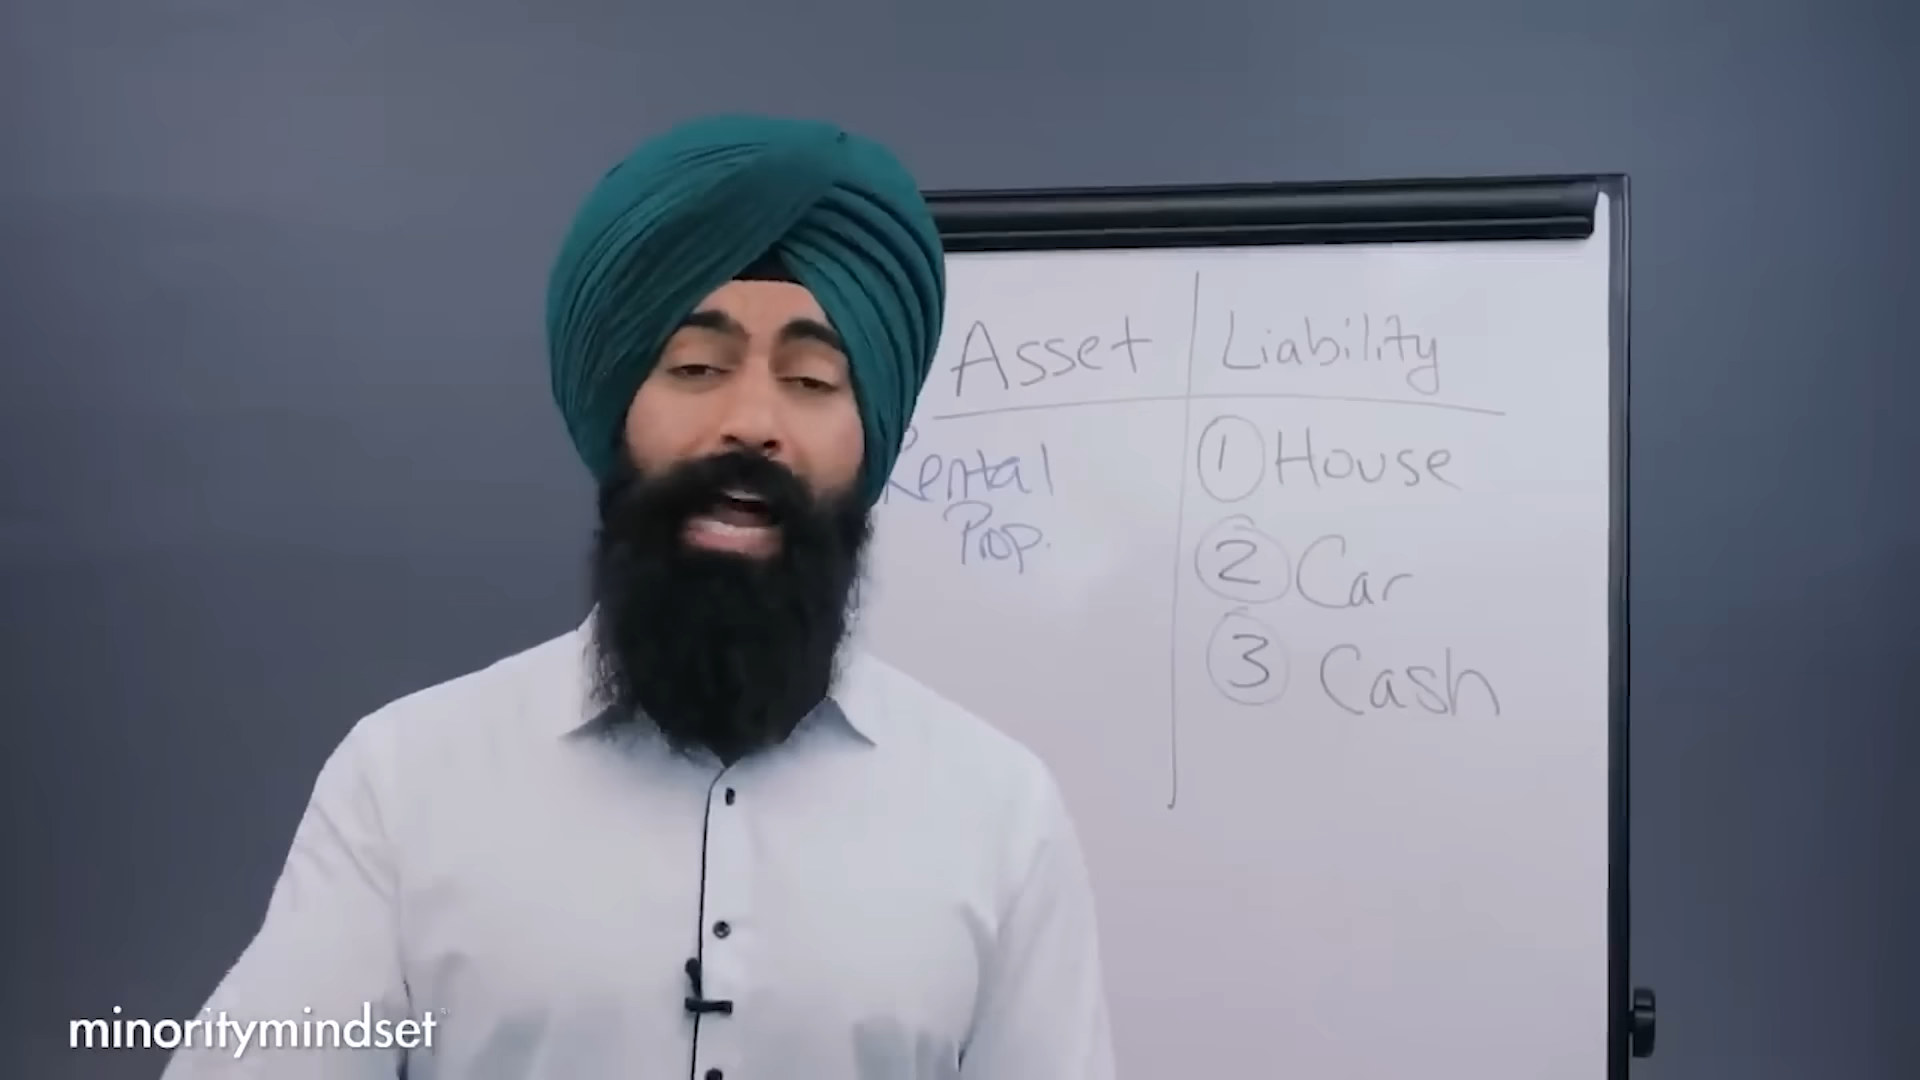 Asset
Liability
Rental
Prop.
1 House
2 Car
3 Cash
minoritymindset